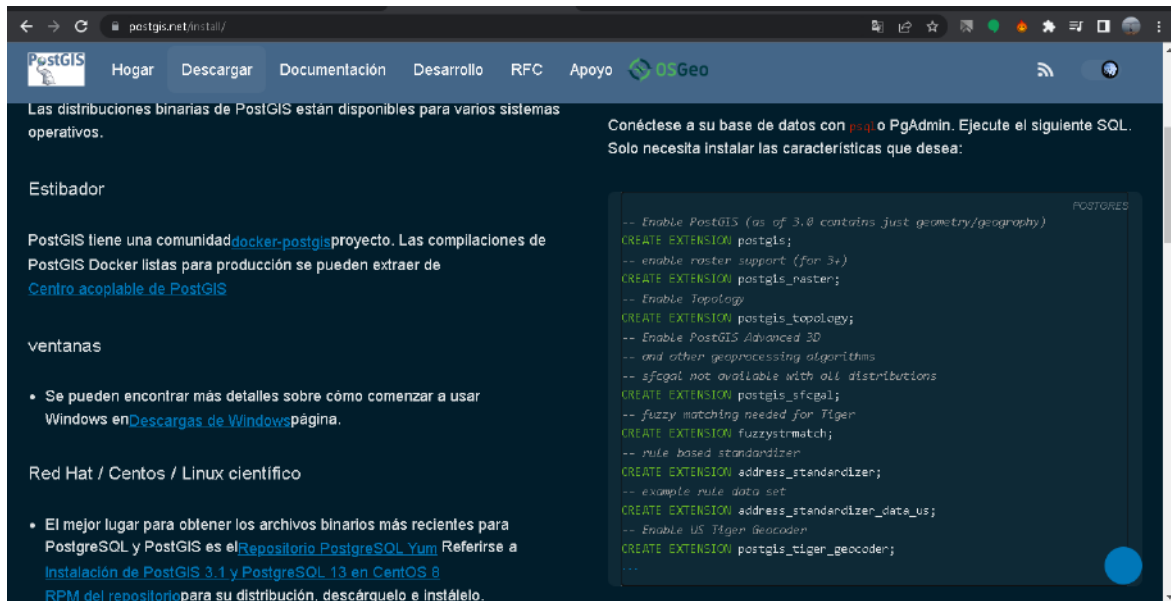 postgis.net/install/
PostGIS
Hogar Descargar Documentación Desarrollo RFC Apoyo OSGeo
Las distribuciones binarias de PostGIS están disponibles para varios sistemas
operativos.
Estibador
PostGIS tiene una comunidaddocker-postgisproyecto. Las compilaciones de
PostGIS Docker listas para producción se pueden extraer de
Centro acoplable de PostGIS
ventanas
• Se pueden encontrar más detalles sobre cómo comenzar a usar
Windows enDescargas de Windowspágina.
Red Hat / Centos / Linux científico
• El mejor lugar para obtener los archivos binarios más recientes para
PostgreSQL y PostGIS es elRepositorio PostgreSQL Yum Referirse a
Instalación de PostGIS 3.1 y PostgreSQL 13 en CentOS 8
RPM del repositoriopara su distribución, descárguelo e instálelo.
Conéctese a su base de datos con psqlo PgAdmin. Ejecute el siguiente SQL.
Solo necesita instalar las características que desea:
POSTGRES
-- Enable PostGIS (as of 3.0 contains just geometry/geography)
CREATE EXTENSION postgis;
-- enable raster support (for 3+)
CREATE EXTENSION postgis_raster;
-- Enable Topology
CREATE EXTENSION postgis_topology;
-- Enable PostGIS Advanced 3D
-- and other geoprocessing algorithms
-- sfcgal not available with all distributions
CREATE EXTENSION postgis_sfcgal;
-- fuzzy matching needed for Tiger
CREATE EXTENSION fuzzystrmatch;
-- rule based standardizer
CREATE EXTENSION address_standardizer;
-- example rule data set
CREATE EXTENSION address_standardizer_data_us;
-- Enable US Tiger Geocoder
CREATE EXTENSION postgis_tiger_geocoder;
...